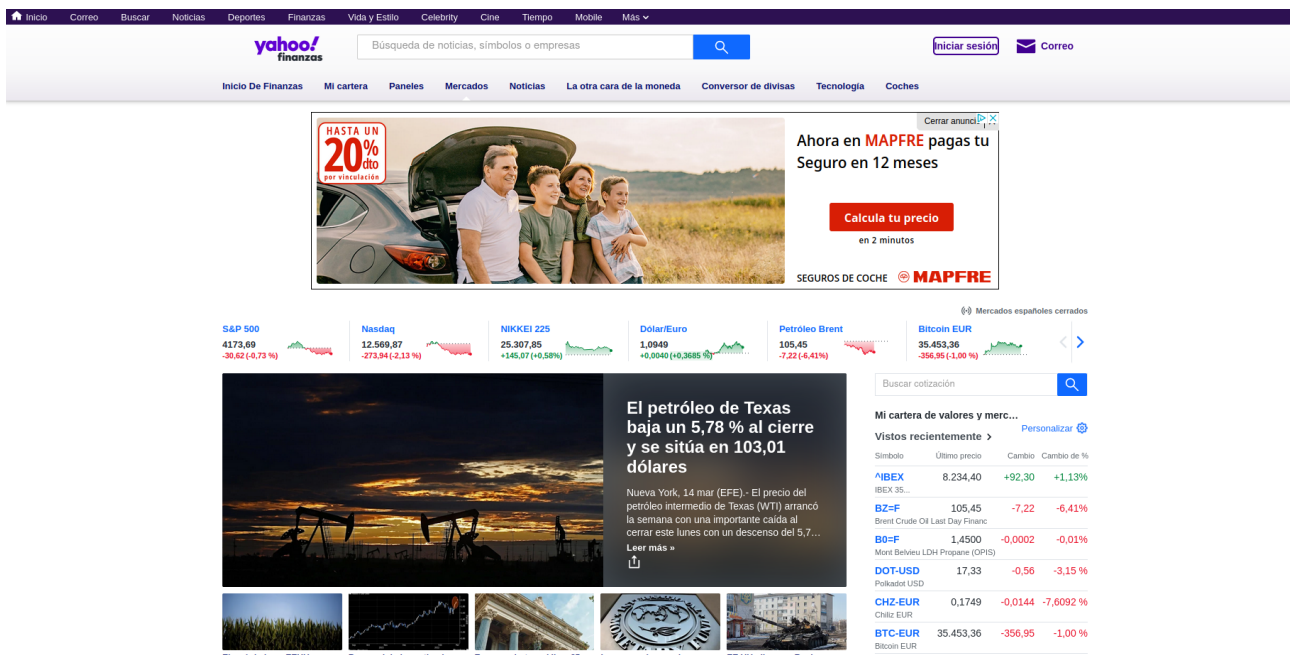 Inicio Correo Buscar Noticias Deportes Finanzas Vida y Estilo Celebrity Cine Tiempo Mobile Más
yahoo!
finanzas
Búsqueda de noticias, símbolos o empresas
Iniciar sesión
Correo
Inicio De Finanzas Mi cartera Paneles Mercados Noticias La otra cara de la moneda Conversor de divisas Tecnología Coches
HASTA UN
20% dto
por vinculación
Cerrar anuncio
Ahora en MAPFRE pagas tu
Seguro en 12 meses
Calcula tu precio
en 2 minutos
SEGUROS DE COCHE MAPFRE
Mercados españoles cerrados
S&P 500
4173,69
-30,62 (-0,73 %)
Nasdaq
12.569,87
-273,94 (-2,13 %)
NIKKEI 225
25.307,85
+145,07 (+0,58%)
Dólar/Euro
1,0949
+0,0040 (+0,3685 %)
Petróleo Brent
105,45
-7,22 (-6,41%)
Bitcoin EUR
35.453,36
-356,95 (-1,00 %)
El petróleo de Texas
baja un 5,78 % al cierre
y se sitúa en 103,01
dólares
Nueva York, 14 mar (EFE).- El precio del
petróleo intermedio de Texas (WTI) arrancó
la semana con una importante caída al
cerrar este lunes con un descenso del 5,7…
Leer más »
Buscar cotización
Mi cartera de valores y merc…
Personalizar
Vistos recientemente >
Símbolo Último precio Cambio Cambio de %
^IBEX 8.234,40 +92,30 +1,13%
IBEX 35...
BZ=F 105,45 -7,22 -6,41%
Brent Crude Oil Last Day Financ
B0=F 1,4500 -0,0002 -0,01%
Mont Belvieu LDH Propane (OPIS)
DOT-USD 17,33 -0,56 -3,15 %
Polkadot USD
CHZ-EUR 0,1749 -0,0144 -7,6092 %
Chiliz EUR
BTC-EUR 35.453,36 -356,95 -1,00 %
Bitcoin EUR